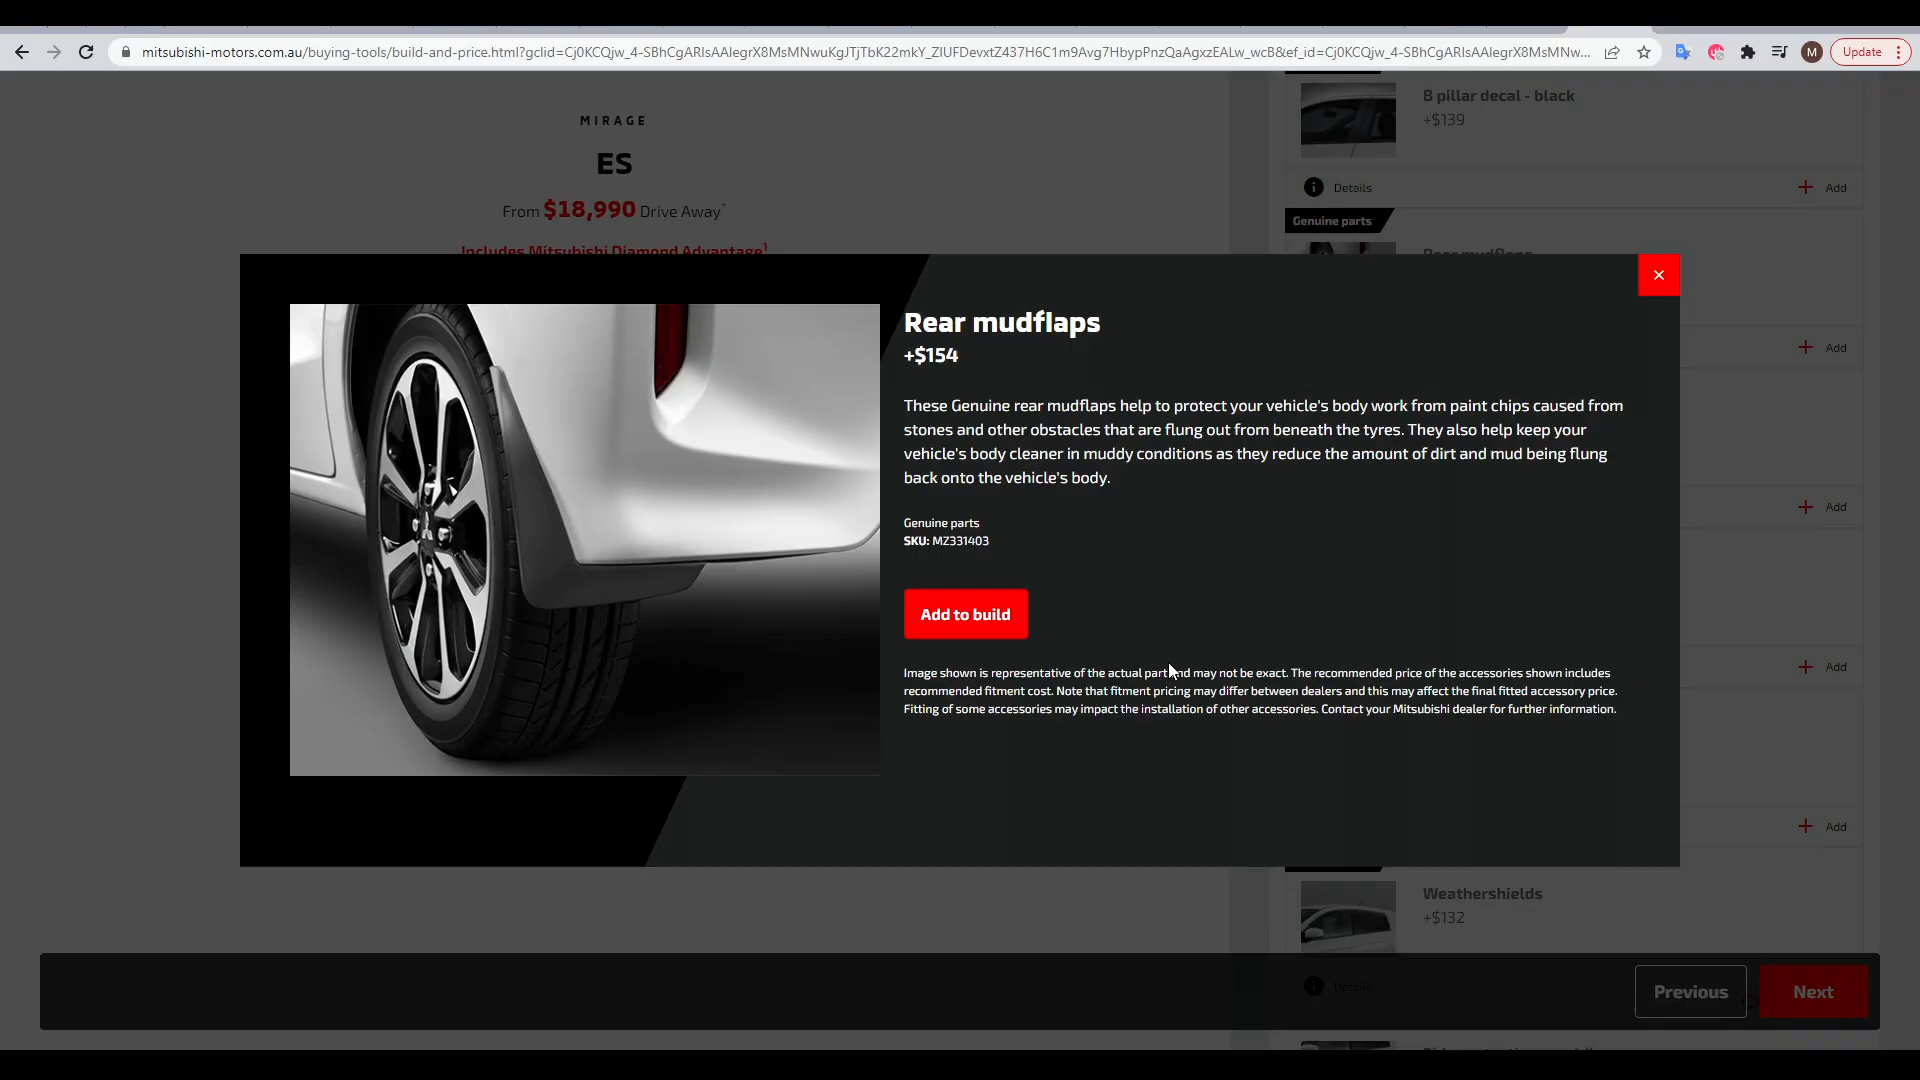 mitsubishi-motors.com.au/buying-tools/build-and-price.html?gclid=Cj0KCQjw_4-SBhCgARIsAAlegrX8MsMNwuKgJTjTbK22mkY_ZlUFDevxtZ437H6C1m9Avg7HbypPnzQaAgxzEALw_wcB&ef_id=Cj0KCQjw_4-SBhCgARIsAAlegrX8MsMNw...
M
Update
MIRAGE
ES
From $18,990 Drive Away*
Includes Mitsubishi Diamond Advantage1
B pillar decal - black
+$139
Details
Add
Genuine parts
Rear mudflaps
Add
Add
Add
Add
Rear mudflaps
+$154
These Genuine rear mudflaps help to protect your vehicle's body work from paint chips caused from
stones and other obstacles that are flung out from beneath the tyres. They also help keep your
vehicle's body cleaner in muddy conditions as they reduce the amount of dirt and mud being flung
back onto the vehicle's body.
Genuine parts
SKU: MZ331403
Add to build
Image shown is representative of the actual part and may not be exact. The recommended price of the accessories shown includes
recommended fitment cost. Note that fitment pricing may differ between dealers and this may affect the final fitted accessory price.
Fitting of some accessories may impact the installation of other accessories. Contact your Mitsubishi dealer for further information.
Weathershields
+$132
Details
Previous
Next